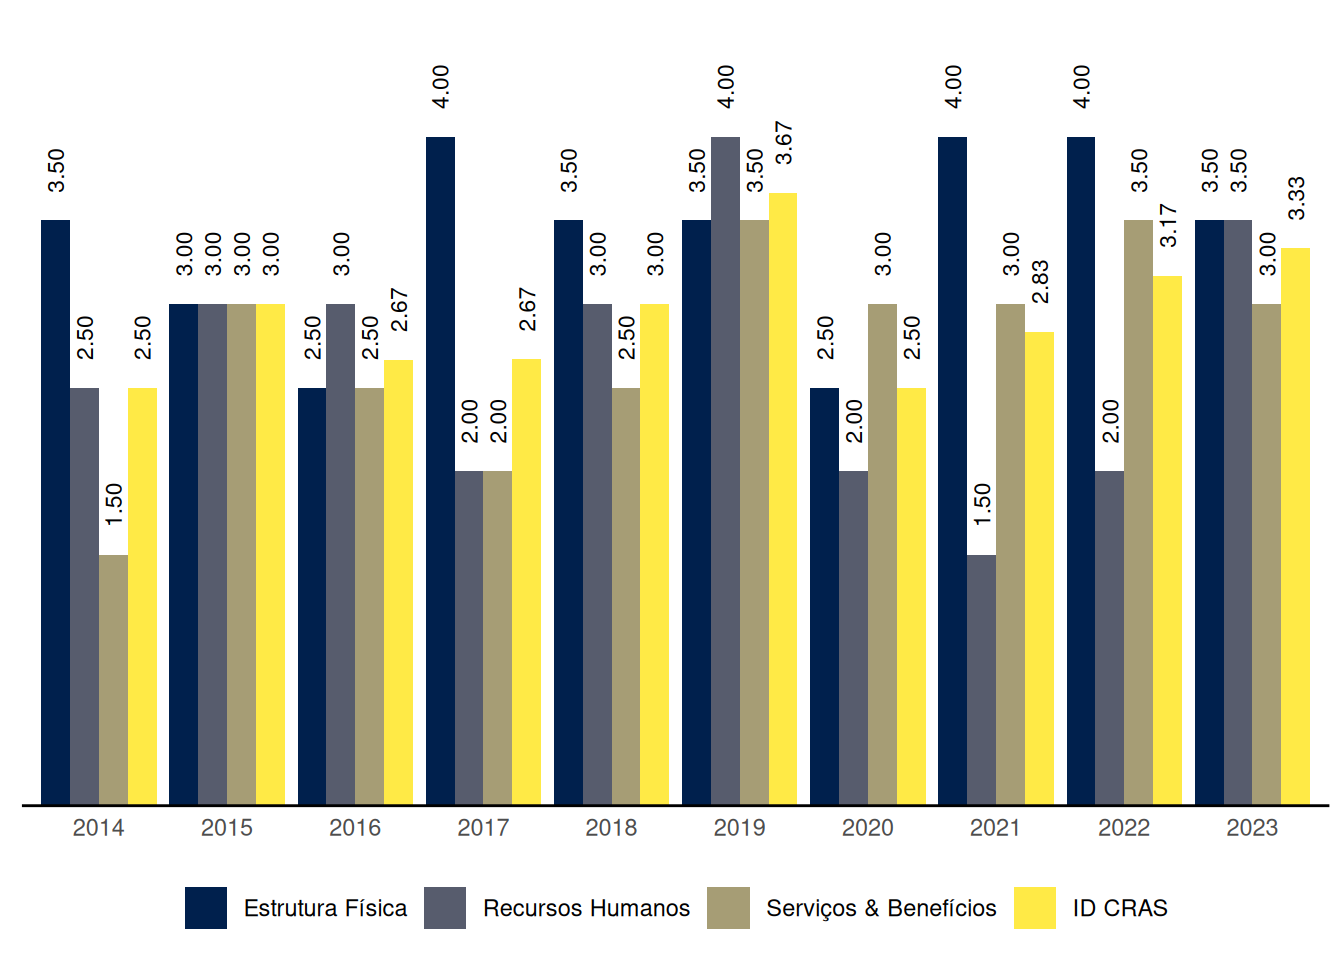 4.00 4.00 4.00 4.00
3.67
3.50 3.50 3.50 3.50 3.50 3.50 3.50
3.33
3.17
3.00 3.00 3.00 3.00 3.00 3.00 3.00 3.00 3.00 3.00
2.83
2.67 2.67
2.50 2.50 2.50 2.50 2.50 2.50 2.50
2.00 2.00 2.00 2.00
1.50 1.50
2014 2015 2016 2017 2018 2019 2020 2021 2022 2023
Estrutura Física Recursos Humanos Serviços & Benefícios ID CRAS